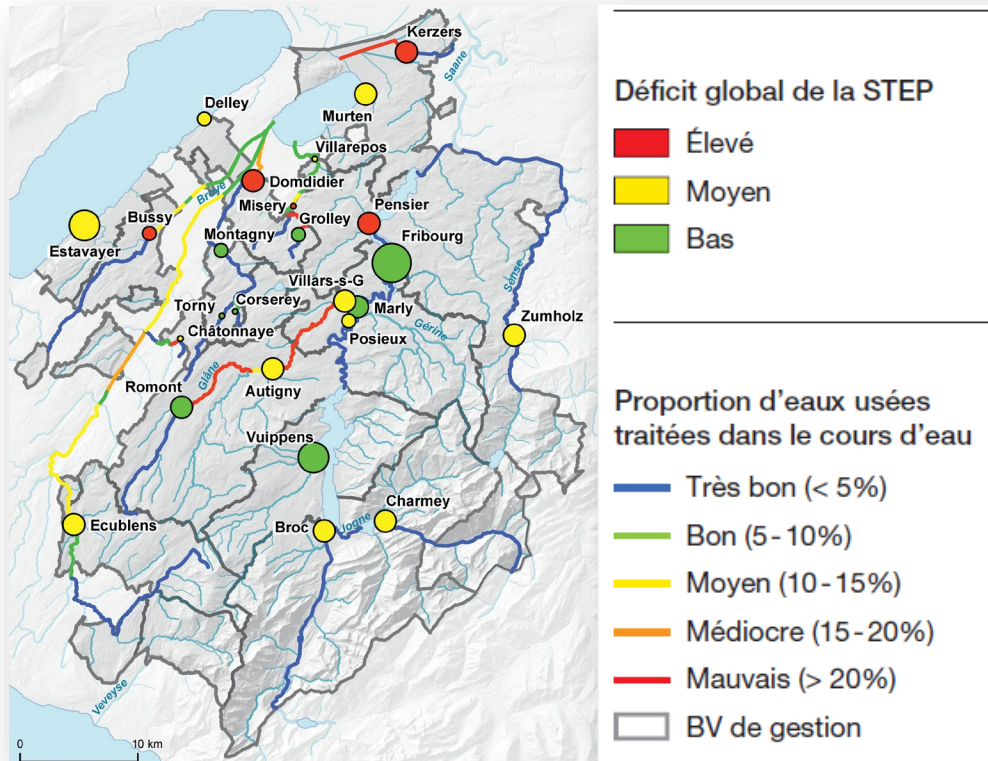 Kerzers
Saane
Delley
Murten
Villarepos
Broye
Domdidier
Misery
Grolley
Pensier
Bussy
Estavayer
Montagny
Fribourg
Villars-s-G
Sense
Torny
Corserey
Marly
Châtonnaye
Posieux
Gérine
Zumholz
Romont
Glâne
Autigny
Vuippens
Charmey
Ecublens
Broc
Jogne
Veveyse
0 10 km
Déficit global de la STEP
Élevé
Moyen
Bas
Proportion d'eaux usées
traitées dans le cours d'eau
Très bon (< 5%)
Bon (5-10%)
Moyen (10-15%)
Médiocre (15-20%)
Mauvais (> 20%)
BV de gestion